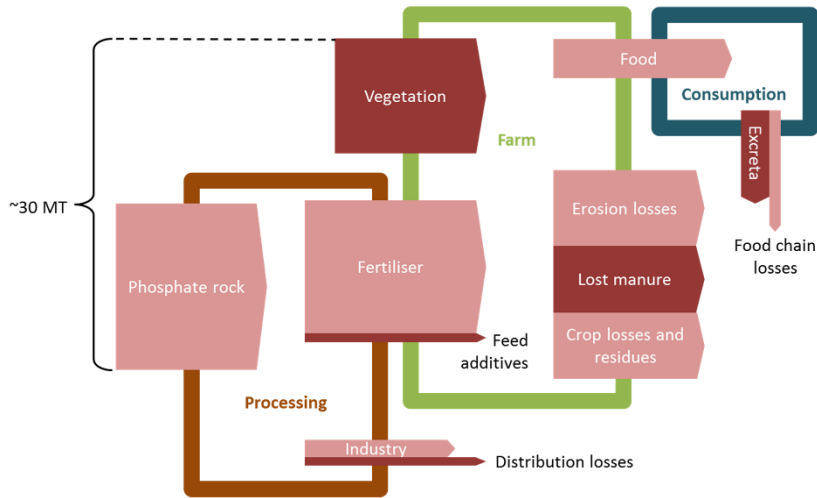 Vegetation
Food
Consumption
Farm
Excreta
~30 MT
Erosion losses
Food chain
losses
Phosphate rock
Fertiliser
Lost manure
Feed
additives
Crop losses and
residues
Processing
Industry
Distribution losses